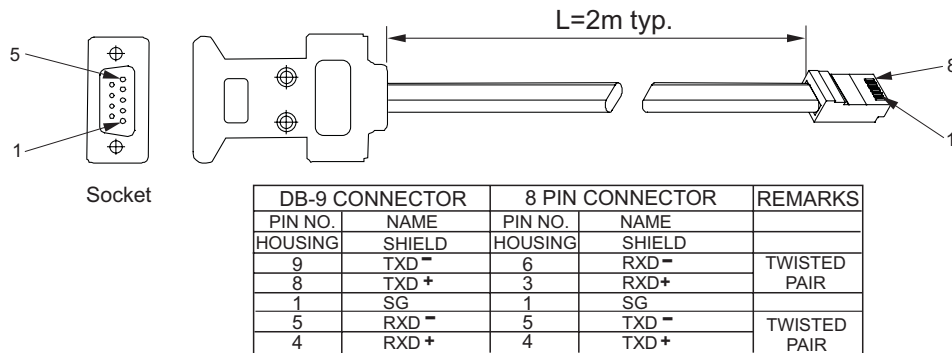 L=2m typ.
5
8
1
1
Socket
DB-9 CONNECTOR 8 PIN CONNECTOR REMARKS
PIN NO. NAME PIN NO. NAME
HOUSING SHIELD HOUSING SHIELD
9 TXD - 6 RXD - TWISTED
8 TXD + 3 RXD+ PAIR
1 SG 1 SG
5 RXD - 5 TXD - TWISTED
4 RXD + 4 TXD + PAIR